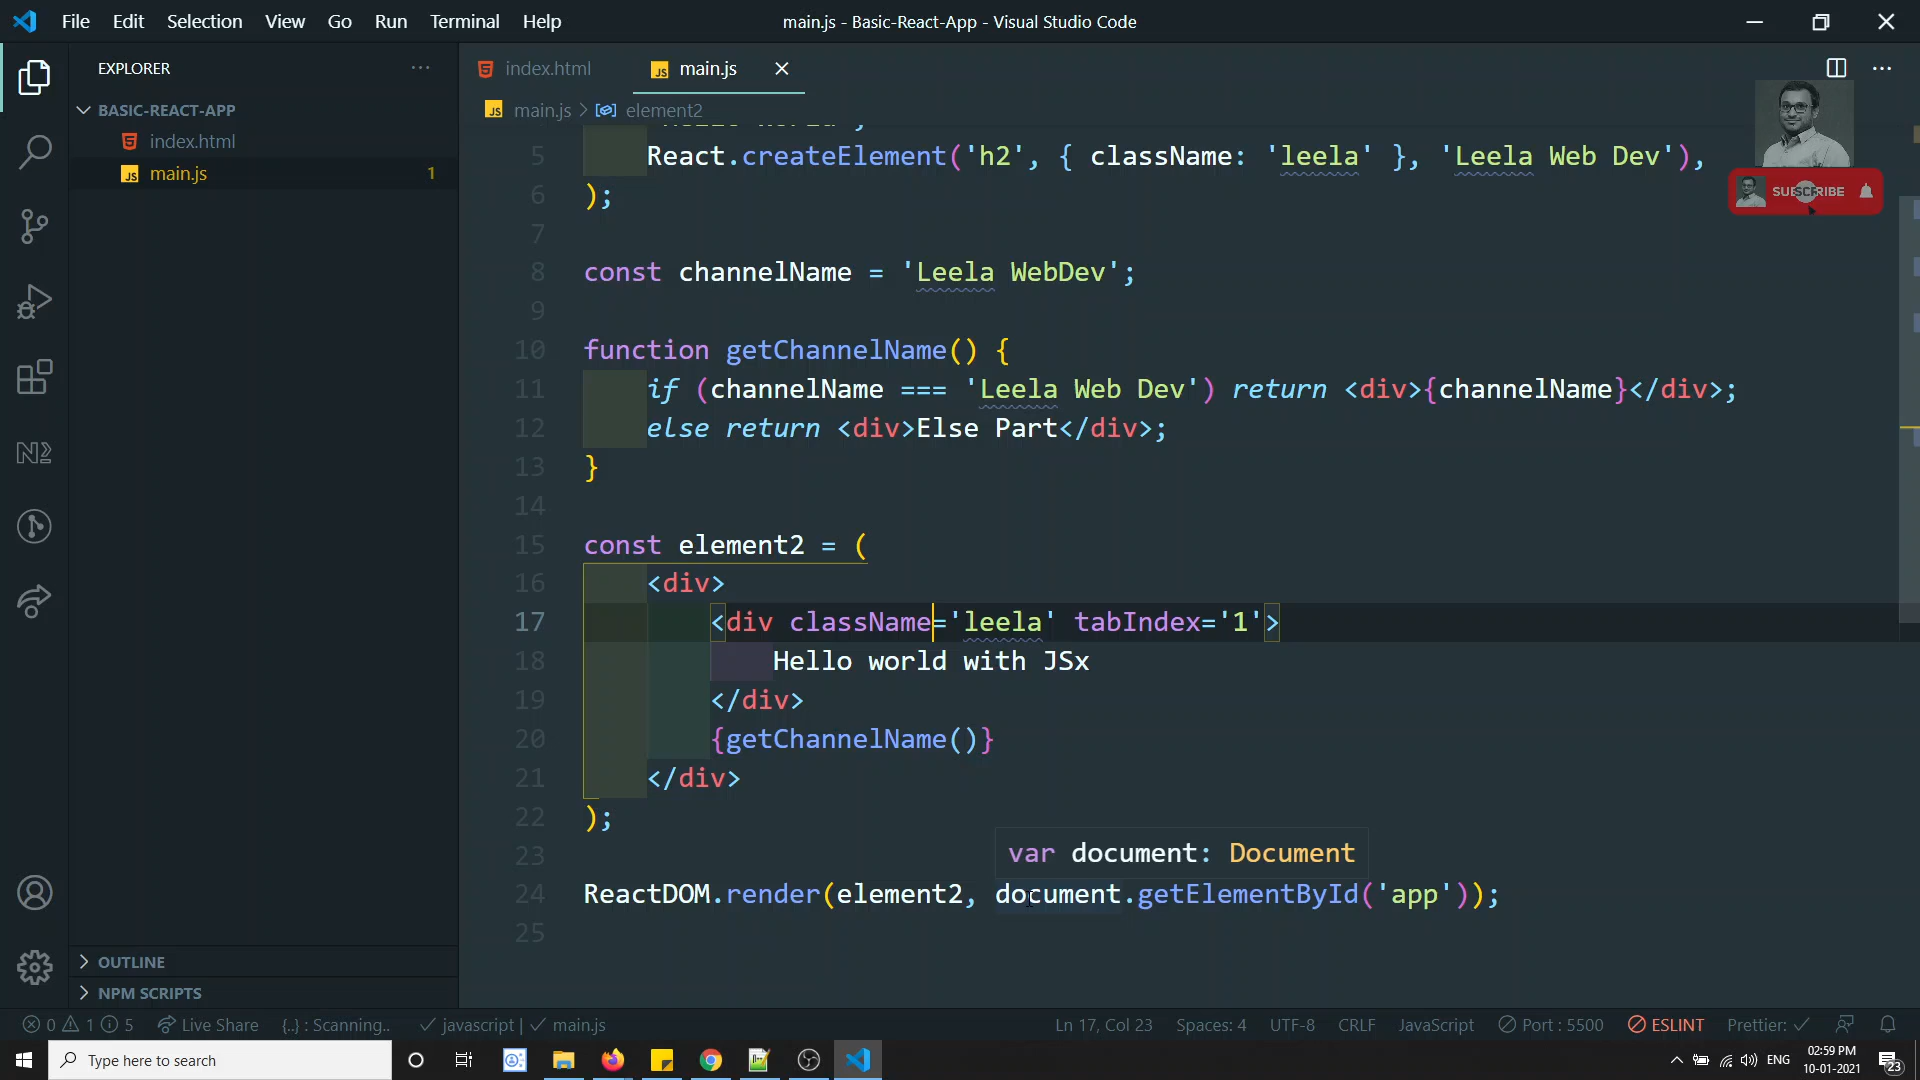 File Edit Selection View Go Run Terminal Help
main.js - Basic-React-App - Visual Studio Code
EXPLORER
index.html
JS main.js
BASIC-REACT-APP
JS main.js > element2
index.html
JS main.js 1
SUBSCRIBE
5 React.createElement('h2', { className: 'leela' }, 'Leela Web Dev'),
6 );
7
8 const channelName = 'Leela WebDev';
9
10 function getChannelName() {
11 if (channelName === 'Leela Web Dev') return <div>{channelName}</div>;
12 else return <div>Else Part</div>;
13 }
14
15 const element2 = (
16 <div>
17 <div className='leela' tabIndex='1'>
18 Hello world with JSx
19 </div>
20 {getChannelName()}
21 </div>
22 );
23
var document: Document
24 ReactDOM.render(element2, document.getElementById('app'));
25
OUTLINE
NPM SCRIPTS
0 1 5 Live Share {..} : Scanning.. javascript | main.js Ln 17, Col 23 Spaces: 4 UTF-8 CRLF JavaScript Port : 5500 ESLINT Prettier:
Type here to search
ENG
02:59 PM
10-01-2021
23